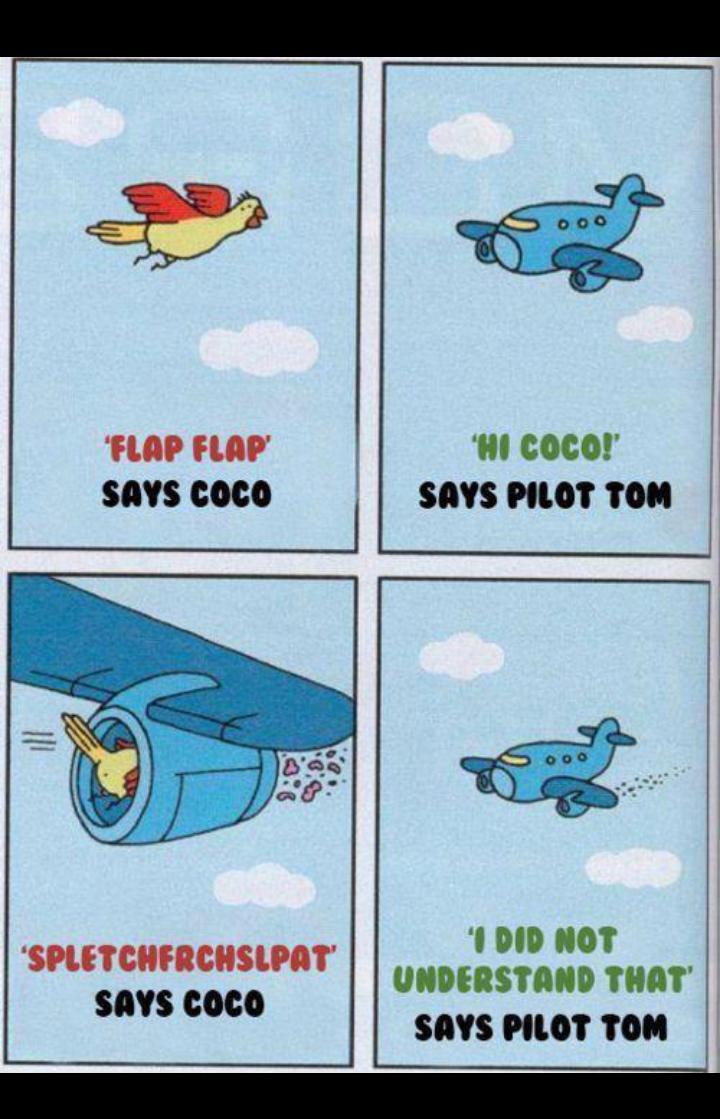 'FLAP FLAP'
SAYS COCO
'HI COCO!'
SAYS PILOT TOM
'SPLETCHFRCHSLPAT'
SAYS COCO
'I DID NOT
UNDERSTAND THAT'
SAYS PILOT TOM